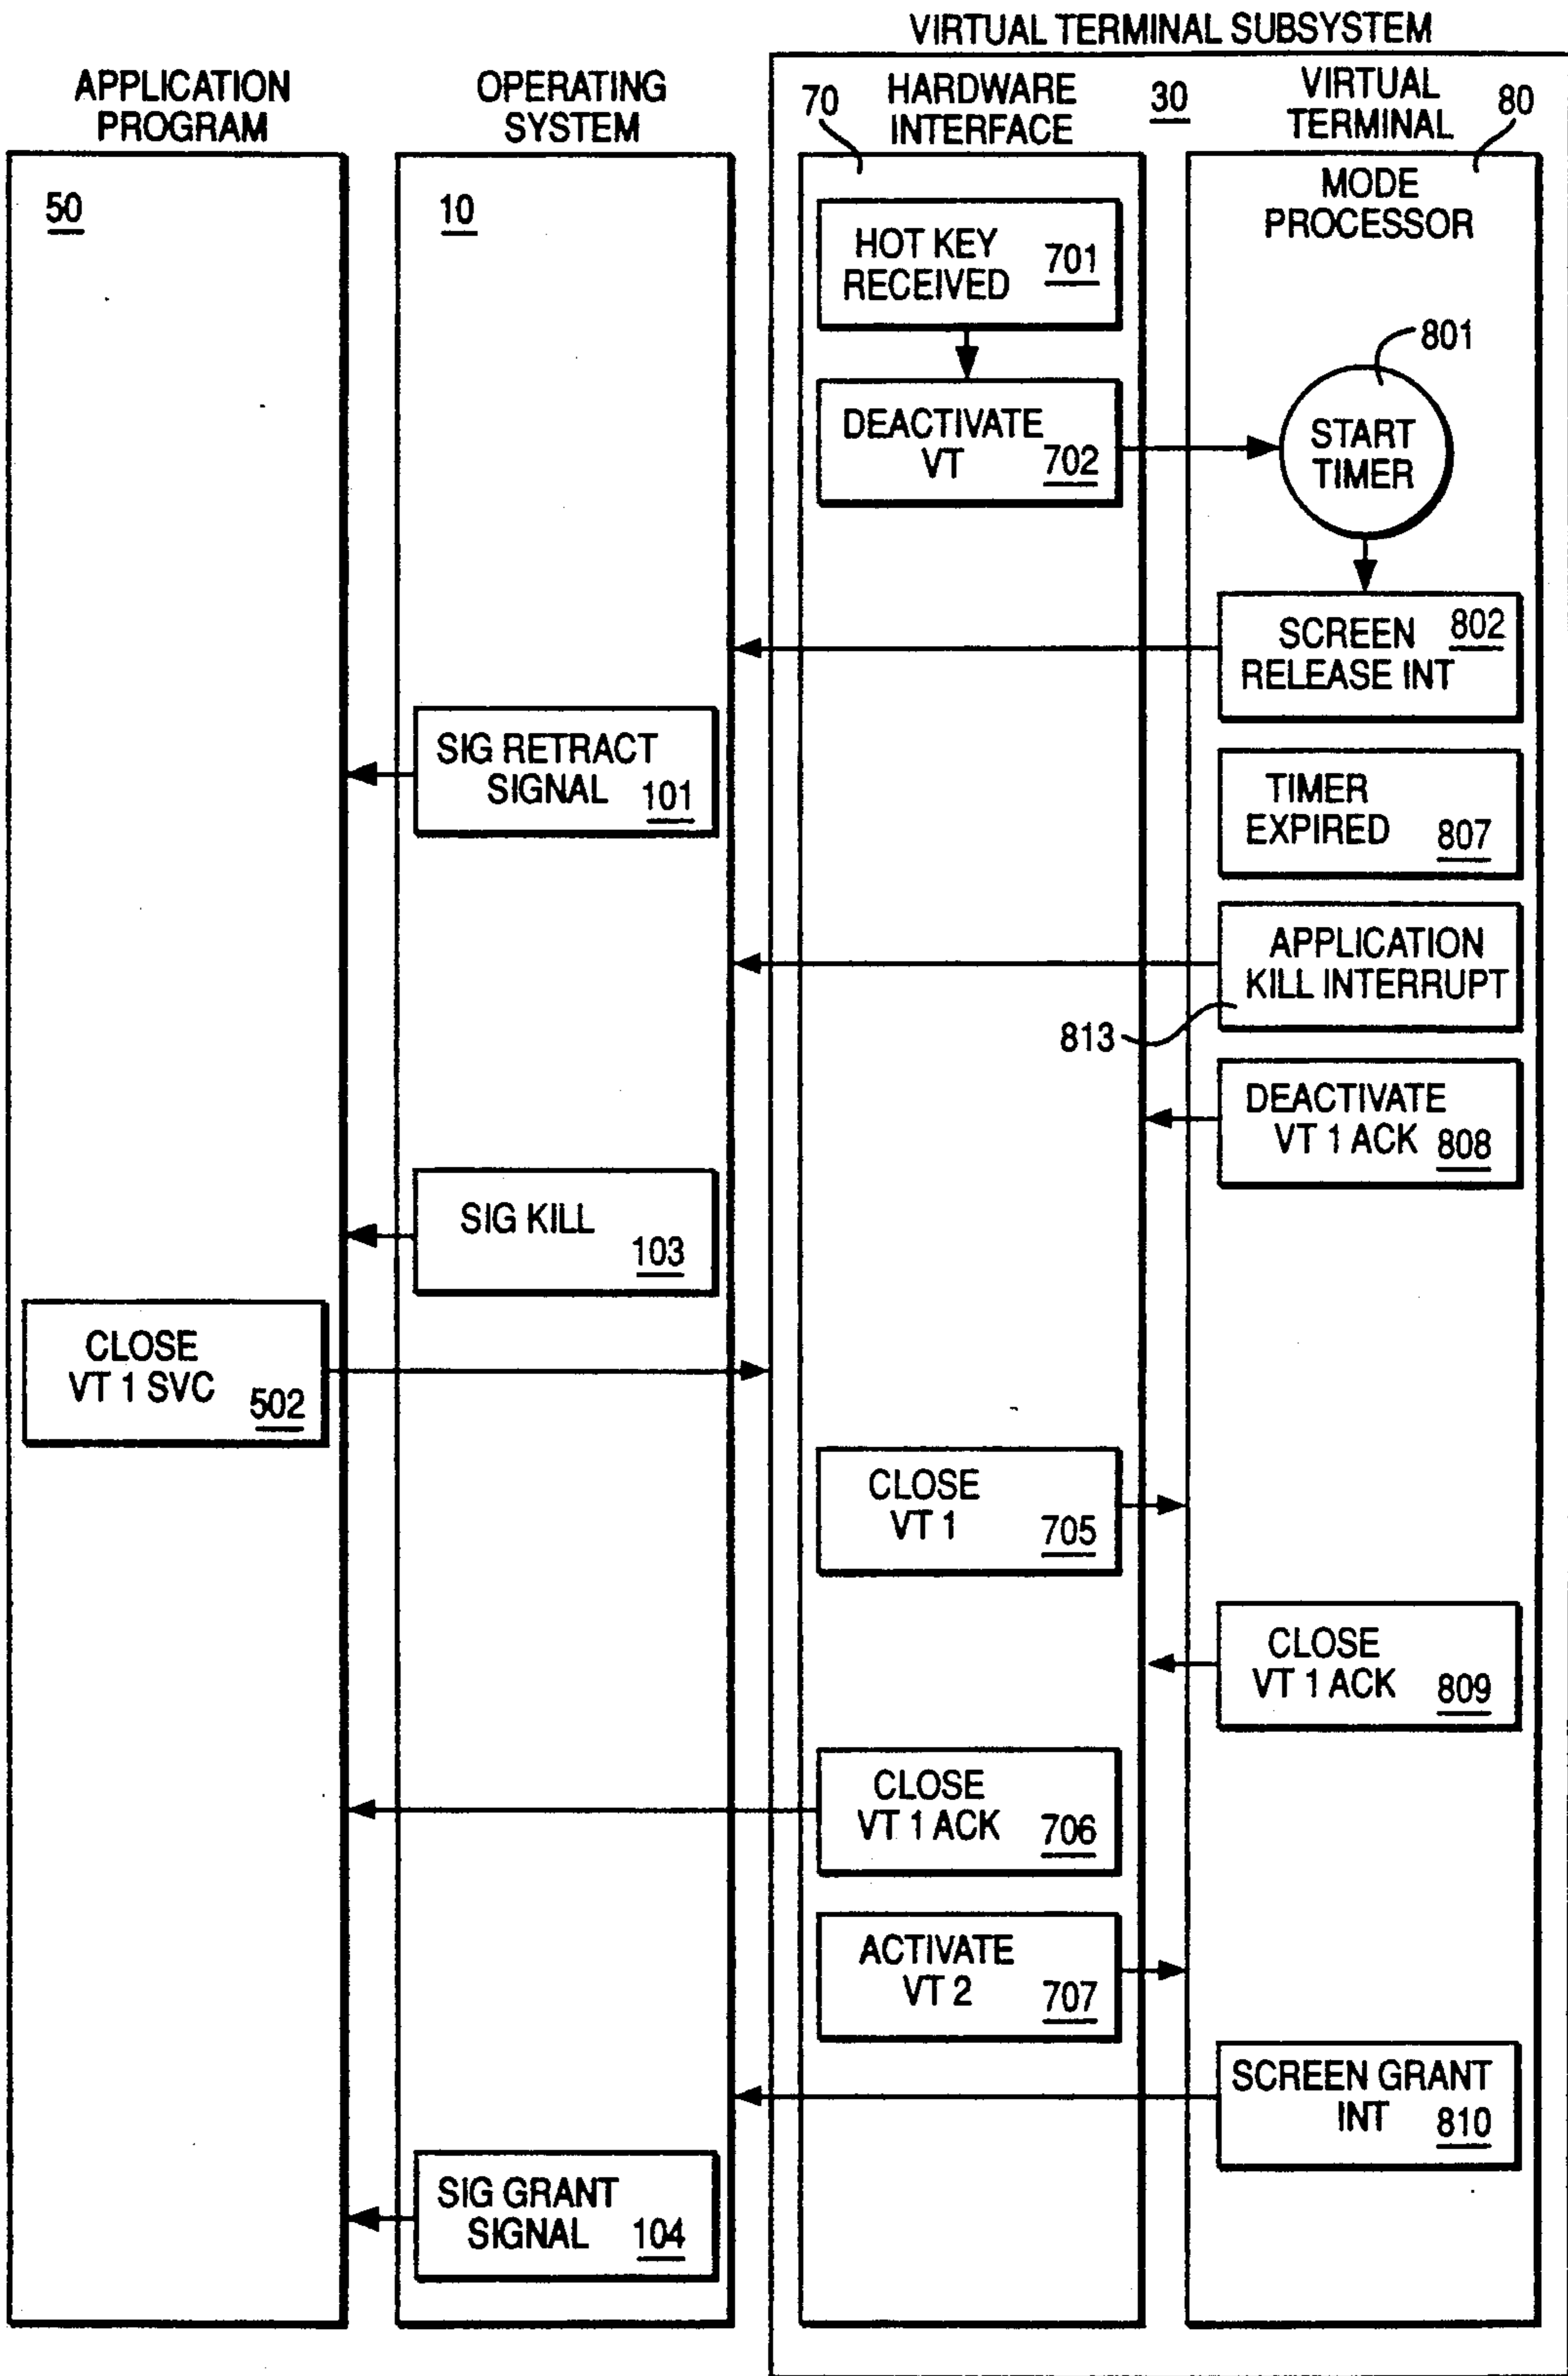 VIRTUAL TERMINAL SUBSYSTEM
APPLICATION
PROGRAM
OPERATING
SYSTEM
70
HARDWARE
INTERFACE
30
VIRTUAL
TERMINAL
80
50
10
MODE
PROCESSOR
HOT KEY
RECEIVED
701
801
DEACTIVATE
VT
702
START
TIMER
SCREEN
RELEASE INT
802
SIG RETRACT
SIGNAL
101
TIMER
EXPIRED
807
APPLICATION
KILL INTERRUPT
813
DEACTIVATE
VT 1 ACK
808
SIG KILL
103
CLOSE
VT 1 SVC
502
CLOSE
VT 1
705
CLOSE
VT 1 ACK
809
CLOSE
VT 1 ACK
706
ACTIVATE
VT 2
707
SCREEN GRANT
INT
810
SIG GRANT
SIGNAL
104